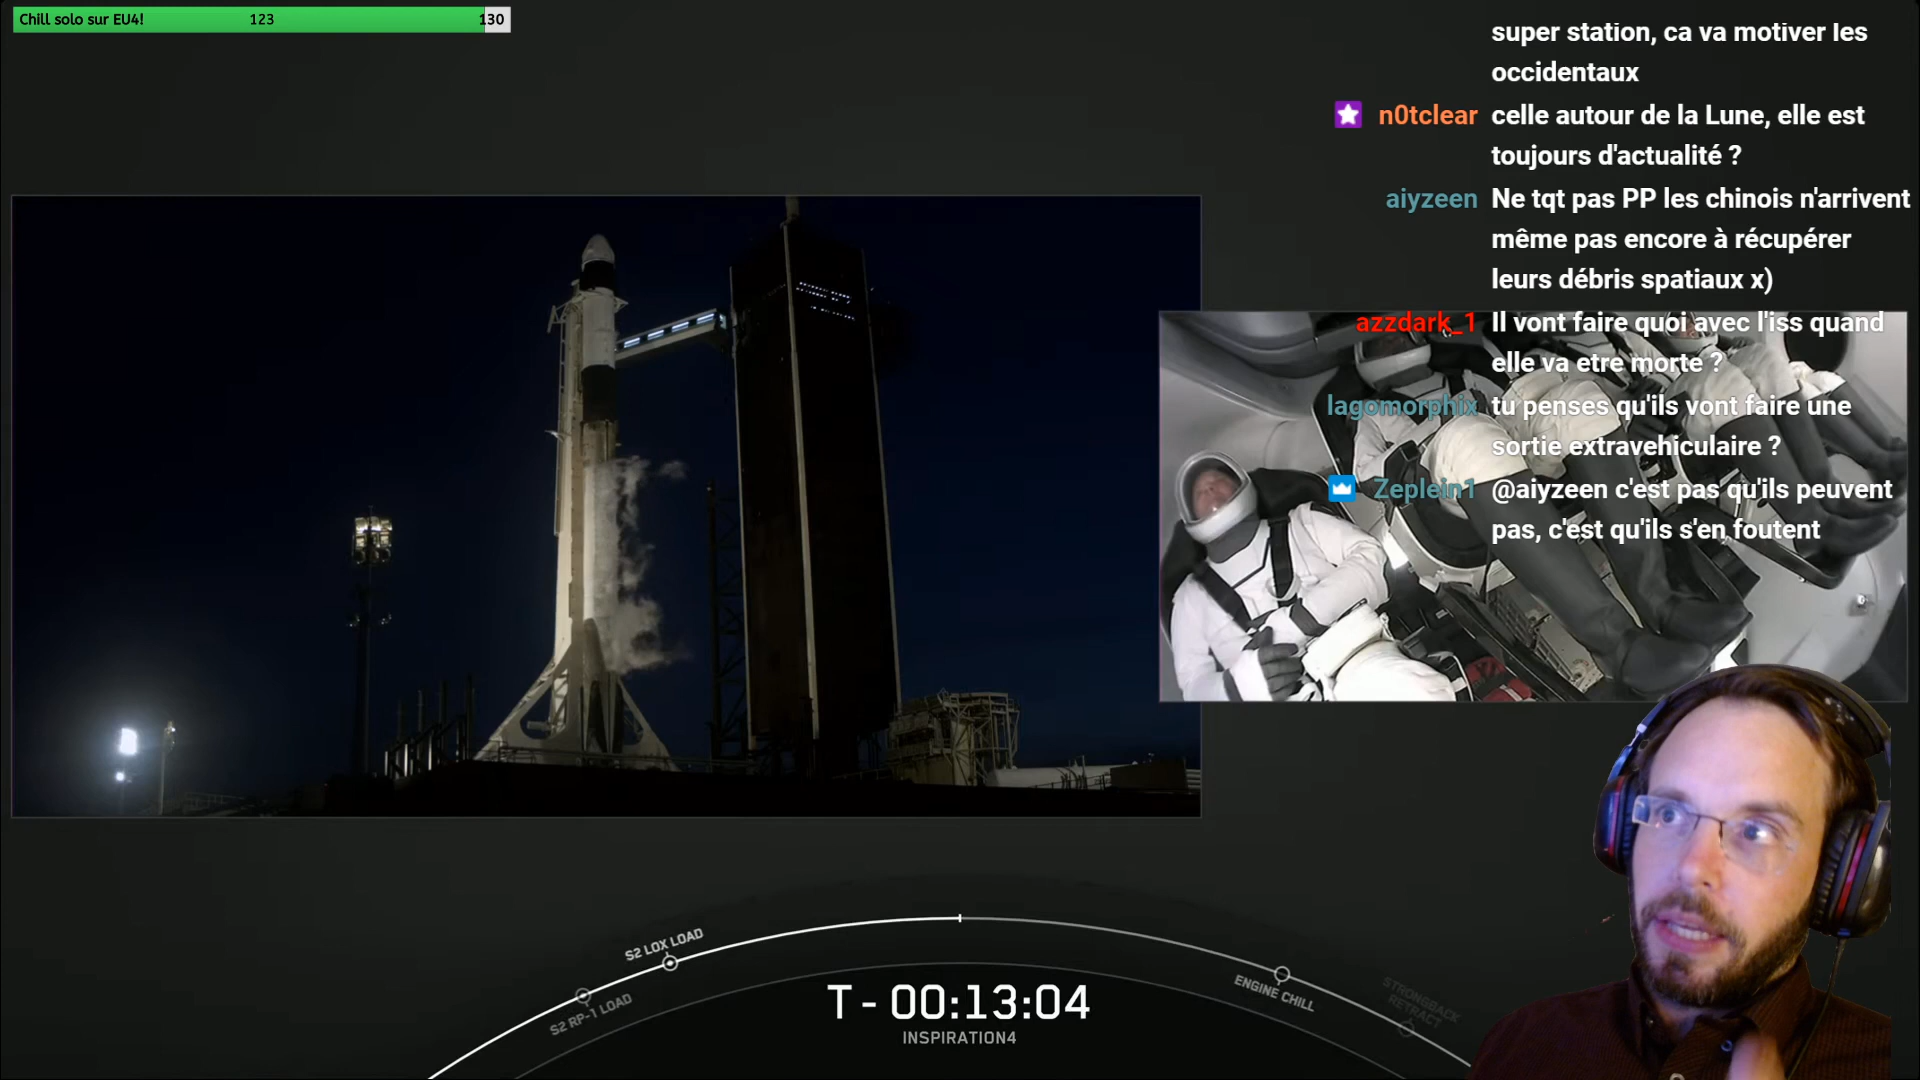 Chill solo sur EU4! 123 130
super station, ca va motiver les
occidentaux
n0tclear celle autour de la Lune, elle est
toujours d'actualité ?
aiyzeen Ne tqt pas PP les chinois n'arrivent
même pas encore à récupérer
leurs débris spatiaux x)
azzdark_1 Il vont faire quoi avec l'iss quand
elle va etre morte ?
lagomorphix tu penses qu'ils vont faire une
sortie extravehiculaire ?
Zeplein1 @aiyzeen c'est pas qu'ils peuvent
pas, c'est qu'ils s'en foutent
S2 RP-1 LOAD
S2 LOX LOAD
T - 00:13:04
INSPIRATION4
ENGINE CHILL
STRONGBACK
RETRACT